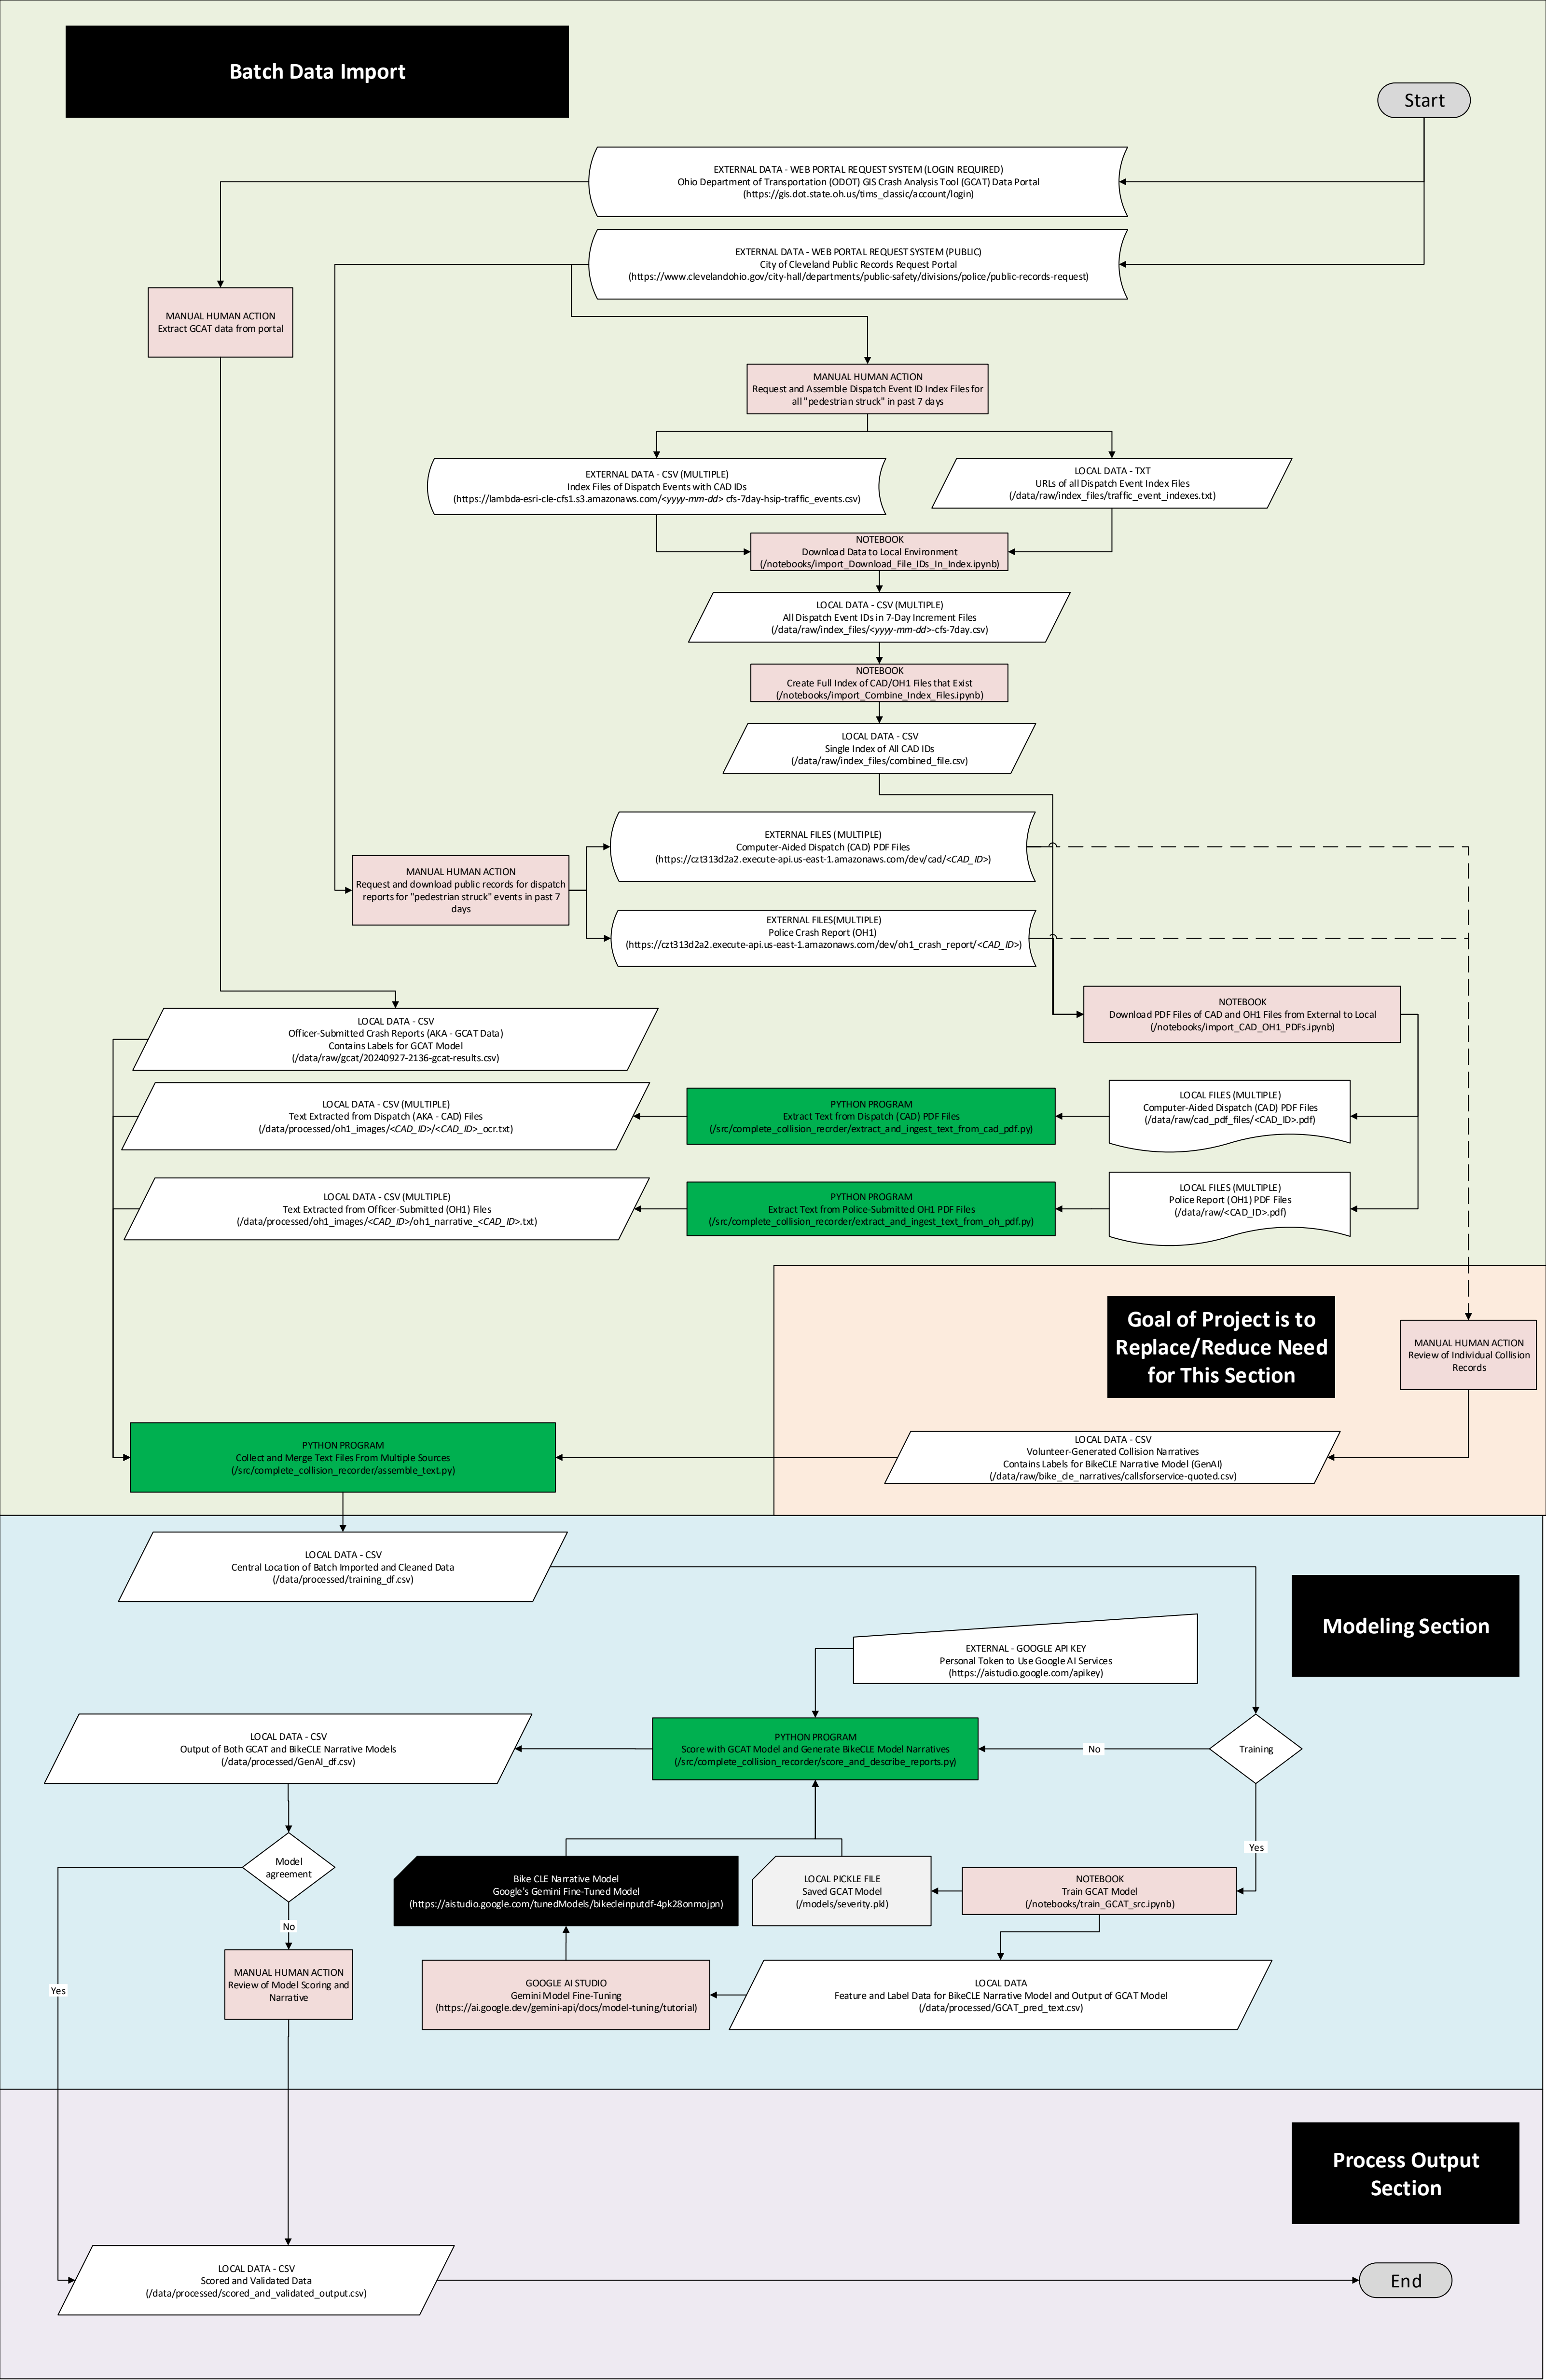 Batch Data Import
Start
EXTERNAL DATA - WEB PORTAL REQUEST SYSTEM (LOGIN REQUIRED)
Ohio Department of Transportation (ODOT) GIS Crash Analysis Tool (GCAT) Data Portal
(https://gis.dot.state.oh.us/tims_classic/account/login)
EXTERNAL DATA - WEB PORTAL REQUEST SYSTEM (PUBLIC)
City of Cleveland Public Records Request Portal
(https://www.clevelandohio.gov/city-hall/departments/public-safety/divisions/police/public-records-request)
MANUAL HUMAN ACTION
Extract GCAT data from portal
MANUAL HUMAN ACTION
Request and Assemble Dispatch Event ID Index Files for
all "pedestrian struck" in past 7 days
EXTERNAL DATA - CSV (MULTIPLE)
Index Files of Dispatch Events with CAD IDs
(https://lambda-esri-cle-cfs1.s3.amazonaws.com/<yyyy-mm-dd> cfs-7day-hsip-traffic_events.csv)
LOCAL DATA - TXT
URLs of all Dispatch Event Index Files
(/data/raw/index_files/traffic_event_indexes.txt)
NOTEBOOK
Download Data to Local Environment
(/notebooks/import_Download_File_IDs_In_Index.ipynb)
LOCAL DATA - CSV (MULTIPLE)
All Dispatch Event IDs in 7-Day Increment Files
(/data/raw/index_files/<yyyy-mm-dd>-cfs-7day.csv)
NOTEBOOK
Create Full Index of CAD/OH1 Files that Exist
(/notebooks/import_Combine_Index_Files.ipynb)
LOCAL DATA - CSV
Single Index of All CAD IDs
(/data/raw/index_files/combined_file.csv)
EXTERNAL FILES (MULTIPLE)
Computer-Aided Dispatch (CAD) PDF Files
(https://czt313d2a2.execute-api.us-east-1.amazonaws.com/dev/cad/<CAD_ID>)
MANUAL HUMAN ACTION
Request and download public records for dispatch
reports for "pedestrian struck" events in past 7
days
EXTERNAL FILES(MULTIPLE)
Police Crash Report (OH1)
(https://czt313d2a2.execute-api.us-east-1.amazonaws.com/dev/oh1_crash_report/<CAD_ID>)
NOTEBOOK
Download PDF Files of CAD and OH1 Files from External to Local
(/notebooks/import_CAD_OH1_PDFs.ipynb)
LOCAL DATA - CSV
Officer-Submitted Crash Reports (AKA - GCAT Data)
Contains Labels for GCAT Model
(/data/raw/gcat/20240927-2136-gcat-results.csv)
LOCAL DATA - CSV (MULTIPLE)
Text Extracted from Dispatch (AKA - CAD) Files
(/data/processed/oh1_images/<CAD_ID>/<CAD_ID>_ocr.txt)
PYTHON PROGRAM
Extract Text from Dispatch (CAD) PDF Files
(/src/complete_collision_recrder/extract_and_ingest_text_from_cad_pdf.py)
LOCAL FILES (MULTIPLE)
Computer-Aided Dispatch (CAD) PDF Files
(/data/raw/cad_pdf_files/<CAD_ID>.pdf)
LOCAL DATA - CSV (MULTIPLE)
Text Extracted from Officer-Submitted (OH1) Files
(/data/processed/oh1_images/<CAD_ID>/oh1_narrative_<CAD_ID>.txt)
PYTHON PROGRAM
Extract Text from Police-Submitted OH1 PDF Files
(/src/complete_collision_recorder/extract_and_ingest_text_from_oh_pdf.py)
LOCAL FILES (MULTIPLE)
Police Report (OH1) PDF Files
(/data/raw/<CAD_ID>.pdf)
Goal of Project is to
Replace/Reduce Need
for This Section
MANUAL HUMAN ACTION
Review of Individual Collision
Records
PYTHON PROGRAM
Collect and Merge Text Files From Multiple Sources
(/src/complete_collision_recorder/assemble_text.py)
LOCAL DATA - CSV
Volunteer-Generated Collision Narratives
Contains Labels for BikeCLE Narrative Model (GenAI)
(/data/raw/bike_cle_narratives/callsforservice-quoted.csv)
LOCAL DATA - CSV
Central Location of Batch Imported and Cleaned Data
(/data/processed/training_df.csv)
Modeling Section
EXTERNAL - GOOGLE API KEY
Personal Token to Use Google AI Services
(https://aistudio.google.com/apikey)
LOCAL DATA - CSV
Output of Both GCAT and BikeCLE Narrative Models
(/data/processed/GenAI_df.csv)
PYTHON PROGRAM
Score with GCAT Model and Generate BikeCLE Model Narratives
(/src/complete_collision_recorder/score_and_describe_reports.py)
No
Training
Yes
Model
agreement
Bike CLE Narrative Model
Google's Gemini Fine-Tuned Model
(https://aistudio.google.com/tunedModels/bikecleinputdf-4pk28onmojpn)
LOCAL PICKLE FILE
Saved GCAT Model
(/models/severity.pkl)
NOTEBOOK
Train GCAT Model
(/notebooks/train_GCAT_src.ipynb)
No
Yes
MANUAL HUMAN ACTION
Review of Model Scoring and
Narrative
GOOGLE AI STUDIO
Gemini Model Fine-Tuning
(https://ai.google.dev/gemini-api/docs/model-tuning/tutorial)
LOCAL DATA
Feature and Label Data for BikeCLE Narrative Model and Output of GCAT Model
(/data/processed/GCAT_pred_text.csv)
Process Output
Section
LOCAL DATA - CSV
Scored and Validated Data
(/data/processed/scored_and_validated_output.csv)
End